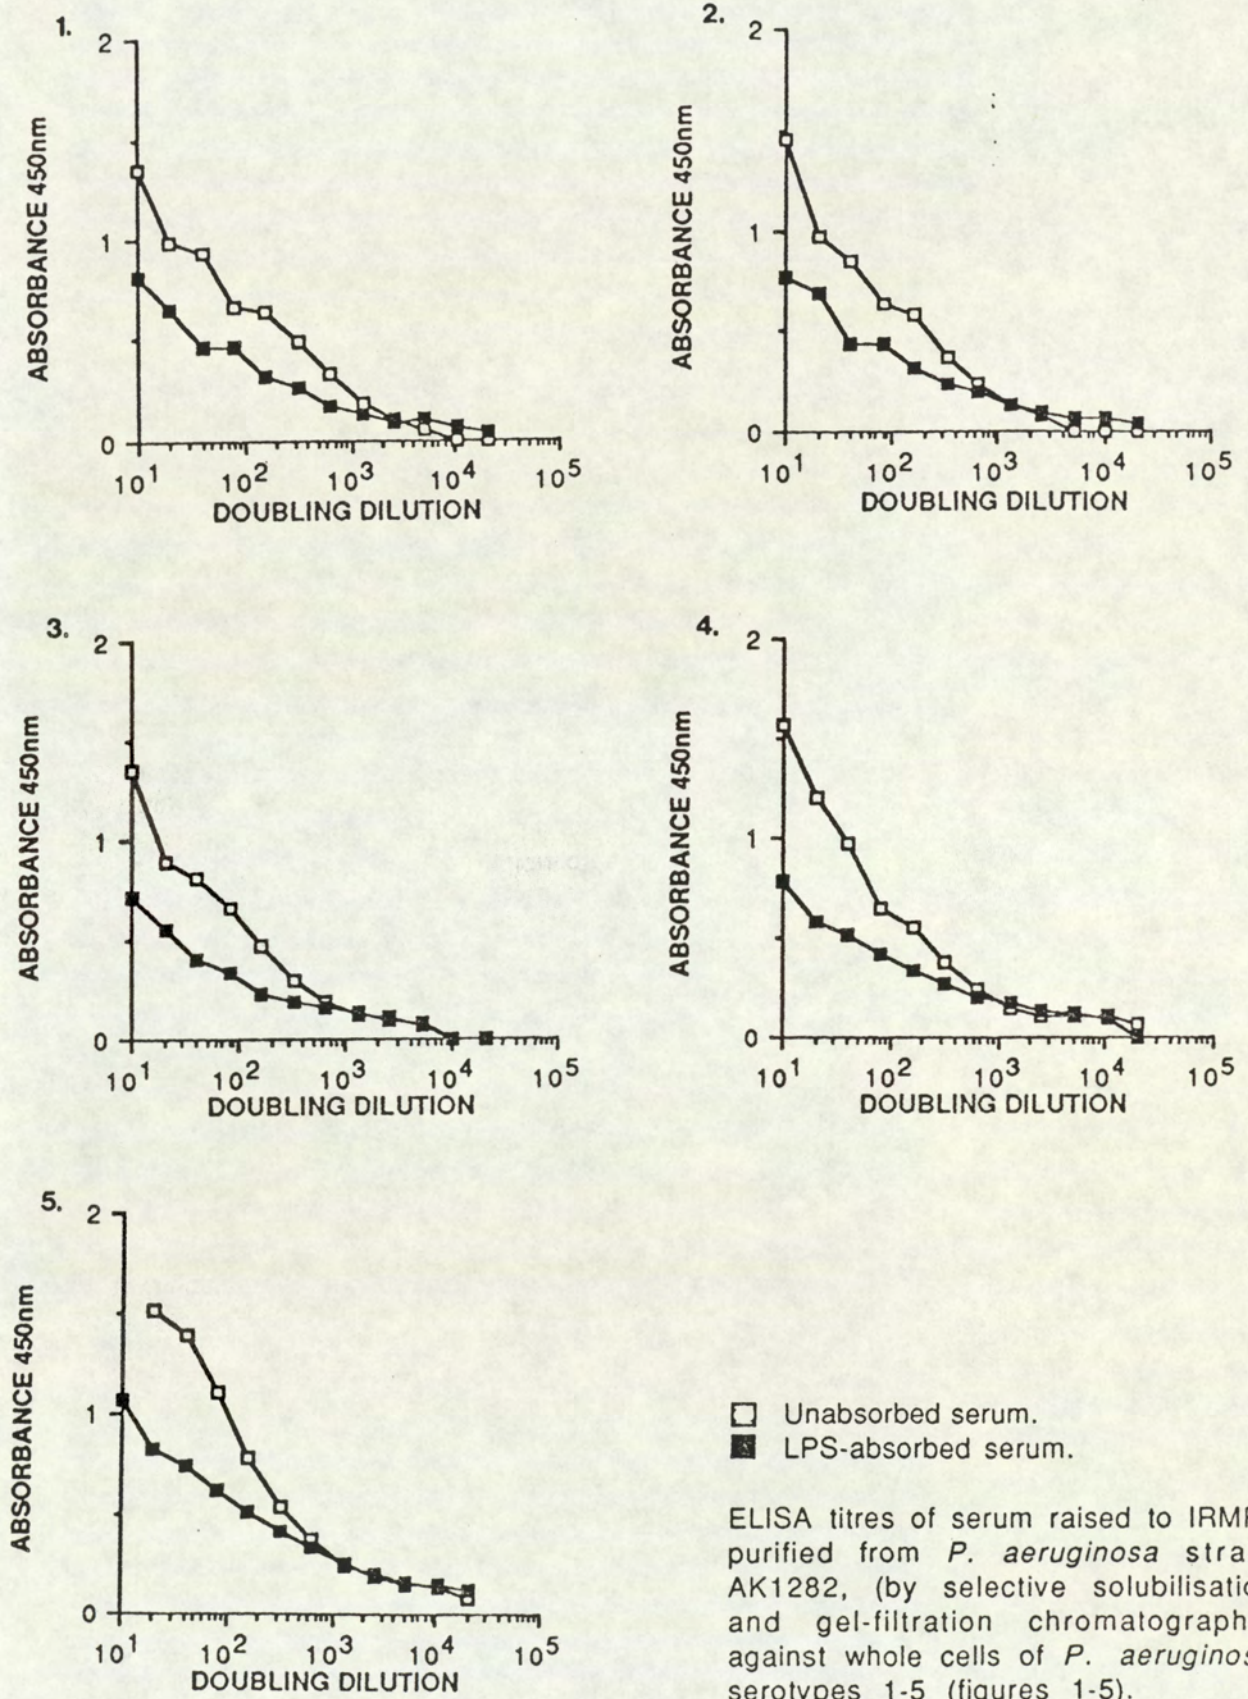 1.
2
1
0
ABSORBANCE 450nm
10¹ 10² 10³ 10⁴ 10⁵
DOUBLING DILUTION
2.
2
1
0
ABSORBANCE 450nm
10¹ 10² 10³ 10⁴ 10⁵
DOUBLING DILUTION
3.
2
1
0
ABSORBANCE 450nm
10¹ 10² 10³ 10⁴ 10⁵
DOUBLING DILUTION
4.
2
1
0
ABSORBANCE 450nm
10¹ 10² 10³ 10⁴ 10⁵
DOUBLING DILUTION
5.
2
1
0
ABSORBANCE 450nm
10¹ 10² 10³ 10⁴ 10⁵
DOUBLING DILUTION
Unabsorbed serum.
LPS-absorbed serum.
ELISA titres of serum raised to
purified from P. aeruginosa
AK1282, (by selective
and gel-filtration
against whole cells of P.
serotypes 1-5 (figures 1-5).